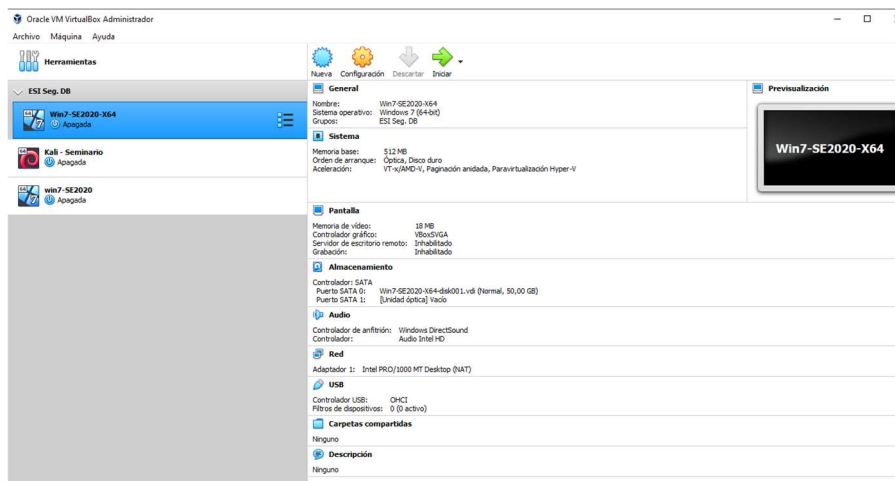 Oracle VM VirtualBox Administrador
Archivo Máquina Ayuda
Herramientas
Nueva Configuración Descartar Iniciar
ESI Seg. DB
Win7-SE2020-X64
Apagada
Kali - Seminario
Apagada
win7-SE2020
Apagada
General
Nombre: Win7-SE2020-X64
Sistema operativo: Windows 7 (64-bit)
Grupos: ESI Seg. DB
Sistema
Memoria base: 512 MB
Orden de arranque: Óptica, Disco duro
Aceleración: VT-x/AMD-V, Paginación anidada, Paravirtualización Hyper-V
Previsualización
Win7-SE2020-X64
Pantalla
Memoria de vídeo: 18 MB
Controlador gráfico: VBoxSVGA
Servidor de escritorio remoto: Inhabilitado
Grabación: Inhabilitado
Almacenamiento
Controlador: SATA
Puerto SATA 0: Win7-SE2020-X64-disk001.vdi (Normal, 50,00 GB)
Puerto SATA 1: [Unidad óptica] Vacío
Audio
Controlador de anfitrión: Windows DirectSound
Controlador: Audio Intel HD
Red
Adaptador 1: Intel PRO/1000 MT Desktop (NAT)
USB
Controlador USB: OHCI
Filtros de dispositivos: 0 (0 activo)
Carpetas compartidas
Ninguno
Descripción
Ninguno